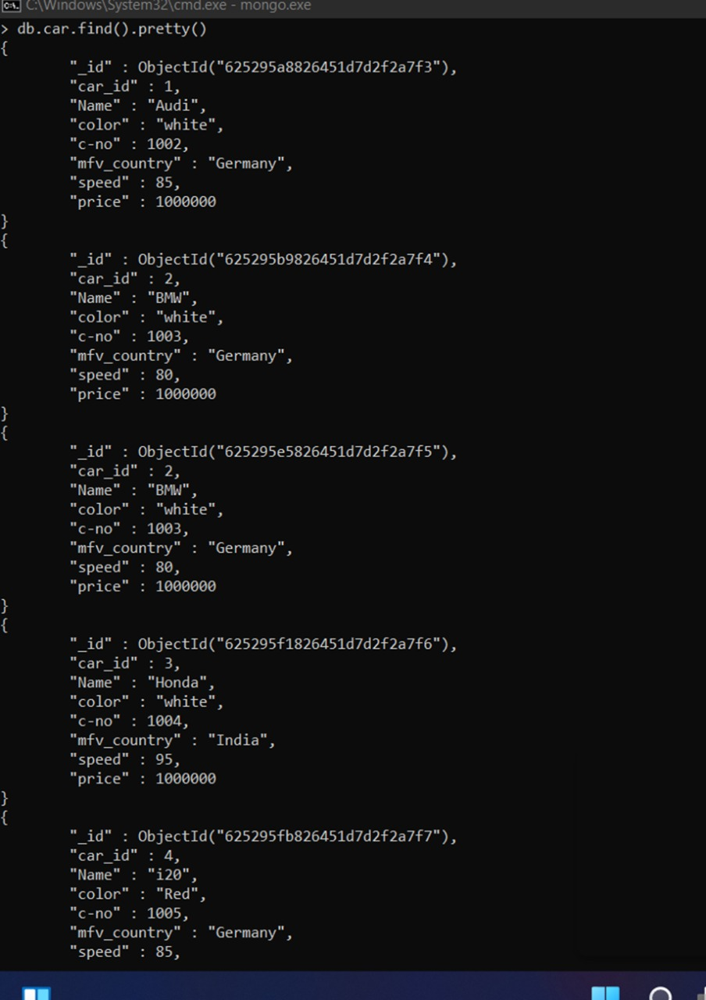 C:\Windows\System32\cmd.exe - mongo.exe
> db.car.find().pretty()
{
"_id" : ObjectId("625295a8826451d7d2f2a7f3"),
"car_id" : 1,
"Name" : "Audi",
"color" : "white",
"c-no" : 1002,
"mfv_country" : "Germany",
"speed" : 85,
"price" : 1000000
}
{
"_id" : ObjectId("625295b9826451d7d2f2a7f4"),
"car_id" : 2,
"Name" : "BMW",
"color" : "white",
"c-no" : 1003,
"mfv_country" : "Germany",
"speed" : 80,
"price" : 1000000
}
{
"_id" : ObjectId("625295e5826451d7d2f2a7f5"),
"car_id" : 2,
"Name" : "BMW",
"color" : "white",
"c-no" : 1003,
"mfv_country" : "Germany",
"speed" : 80,
"price" : 1000000
}
{
"_id" : ObjectId("625295f1826451d7d2f2a7f6"),
"car_id" : 3,
"Name" : "Honda",
"color" : "white",
"c-no" : 1004,
"mfv_country" : "India",
"speed" : 95,
"price" : 1000000
}
{
"_id" : ObjectId("625295fb826451d7d2f2a7f7"),
"car_id" : 4,
"Name" : "i20",
"color" : "Red",
"c-no" : 1005,
"mfv_country" : "Germany",
"speed" : 85,